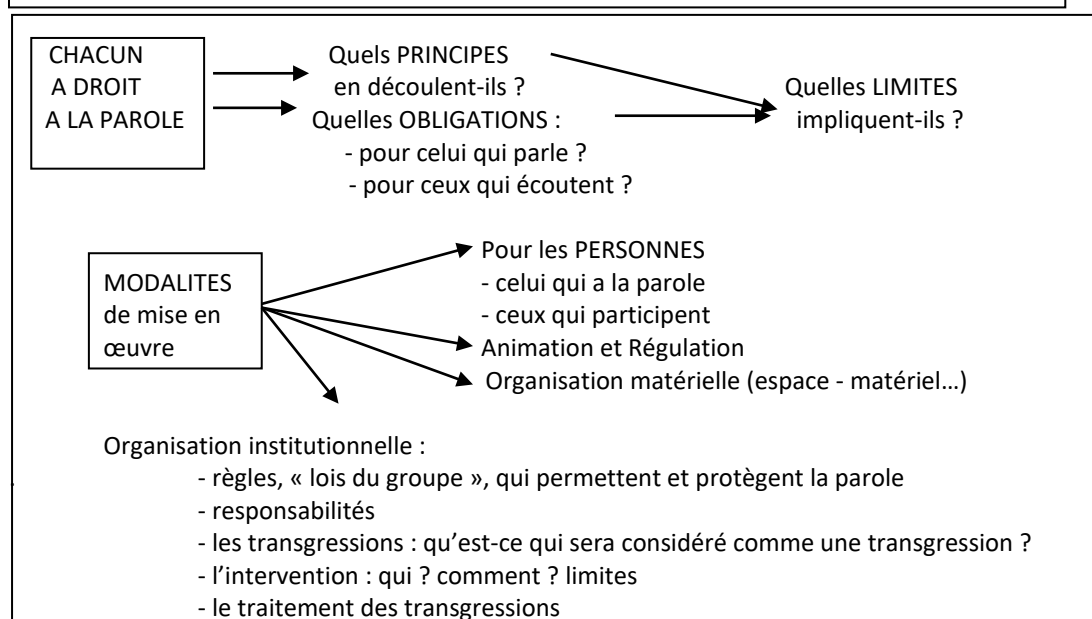 CHACUN
A DROIT
A LA PAROLE
Quels PRINCIPES
en découlent-ils ?
Quelles OBLIGATIONS :
- pour celui qui parle ?
- pour ceux qui écoutent ?
Quelles LIMITES
impliquent-ils ?
MODALITES
de mise en
œuvre
Pour les PERSONNES
- celui qui a la parole
- ceux qui participent
Animation et Régulation
Organisation matérielle (espace - matériel…)
Organisation institutionnelle :
- règles, « lois du groupe », qui permettent et protègent la parole
- responsabilités
- les transgressions : qu’est-ce qui sera considéré comme une transgression ?
- l’intervention : qui ? comment ? limites
- le traitement des transgressions